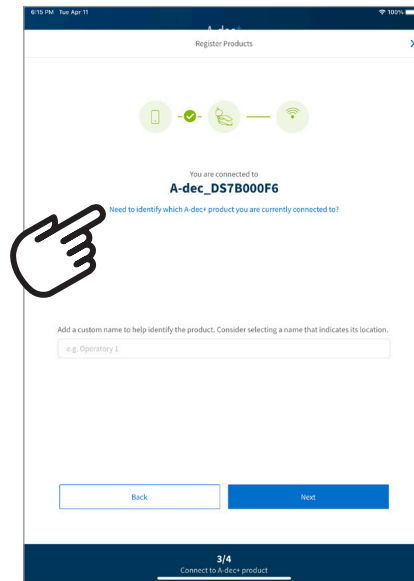 6:15 PM Tue Apr 11
100%
A-dec+
Register Products
You are connected to
A-dec_DS7B000F6
Need to identify which A-dec+ product you are currently connected to?
Add a custom name to help identify the product. Consider selecting a name that indicates its location.
e.g. Operatory 1
Back
Next
3/4
Connect to A-dec+ product